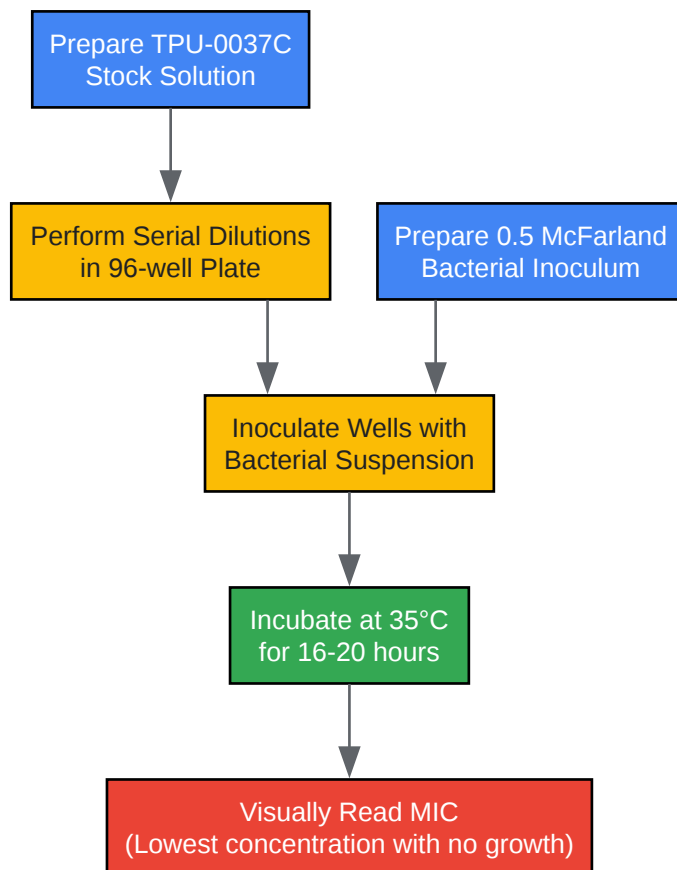 Prepare TPU-0037C
Stock Solution
Perform Serial Dilutions
in 96-well Plate
Prepare 0.5 McFarland
Bacterial Inoculum
Inoculate Wells with
Bacterial Suspension
Incubate at 35°C
for 16-20 hours
Visually Read MIC
(Lowest concentration with no growth)